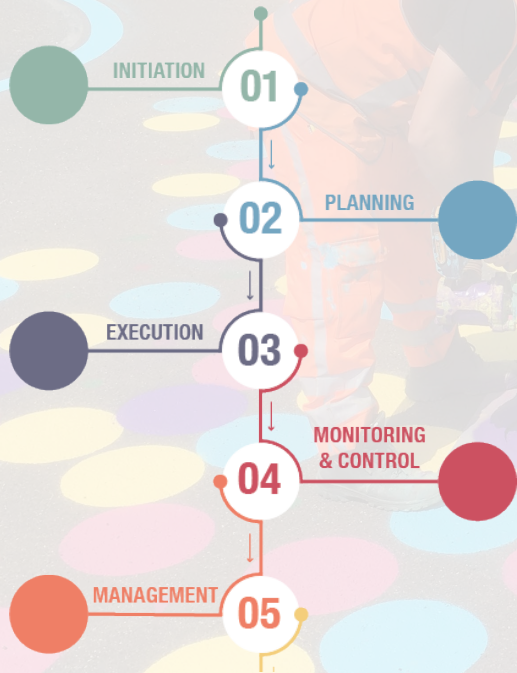 INITIATION
01
PLANNING
02
EXECUTION
03
MONITORING
& CONTROL
04
MANAGEMENT
05